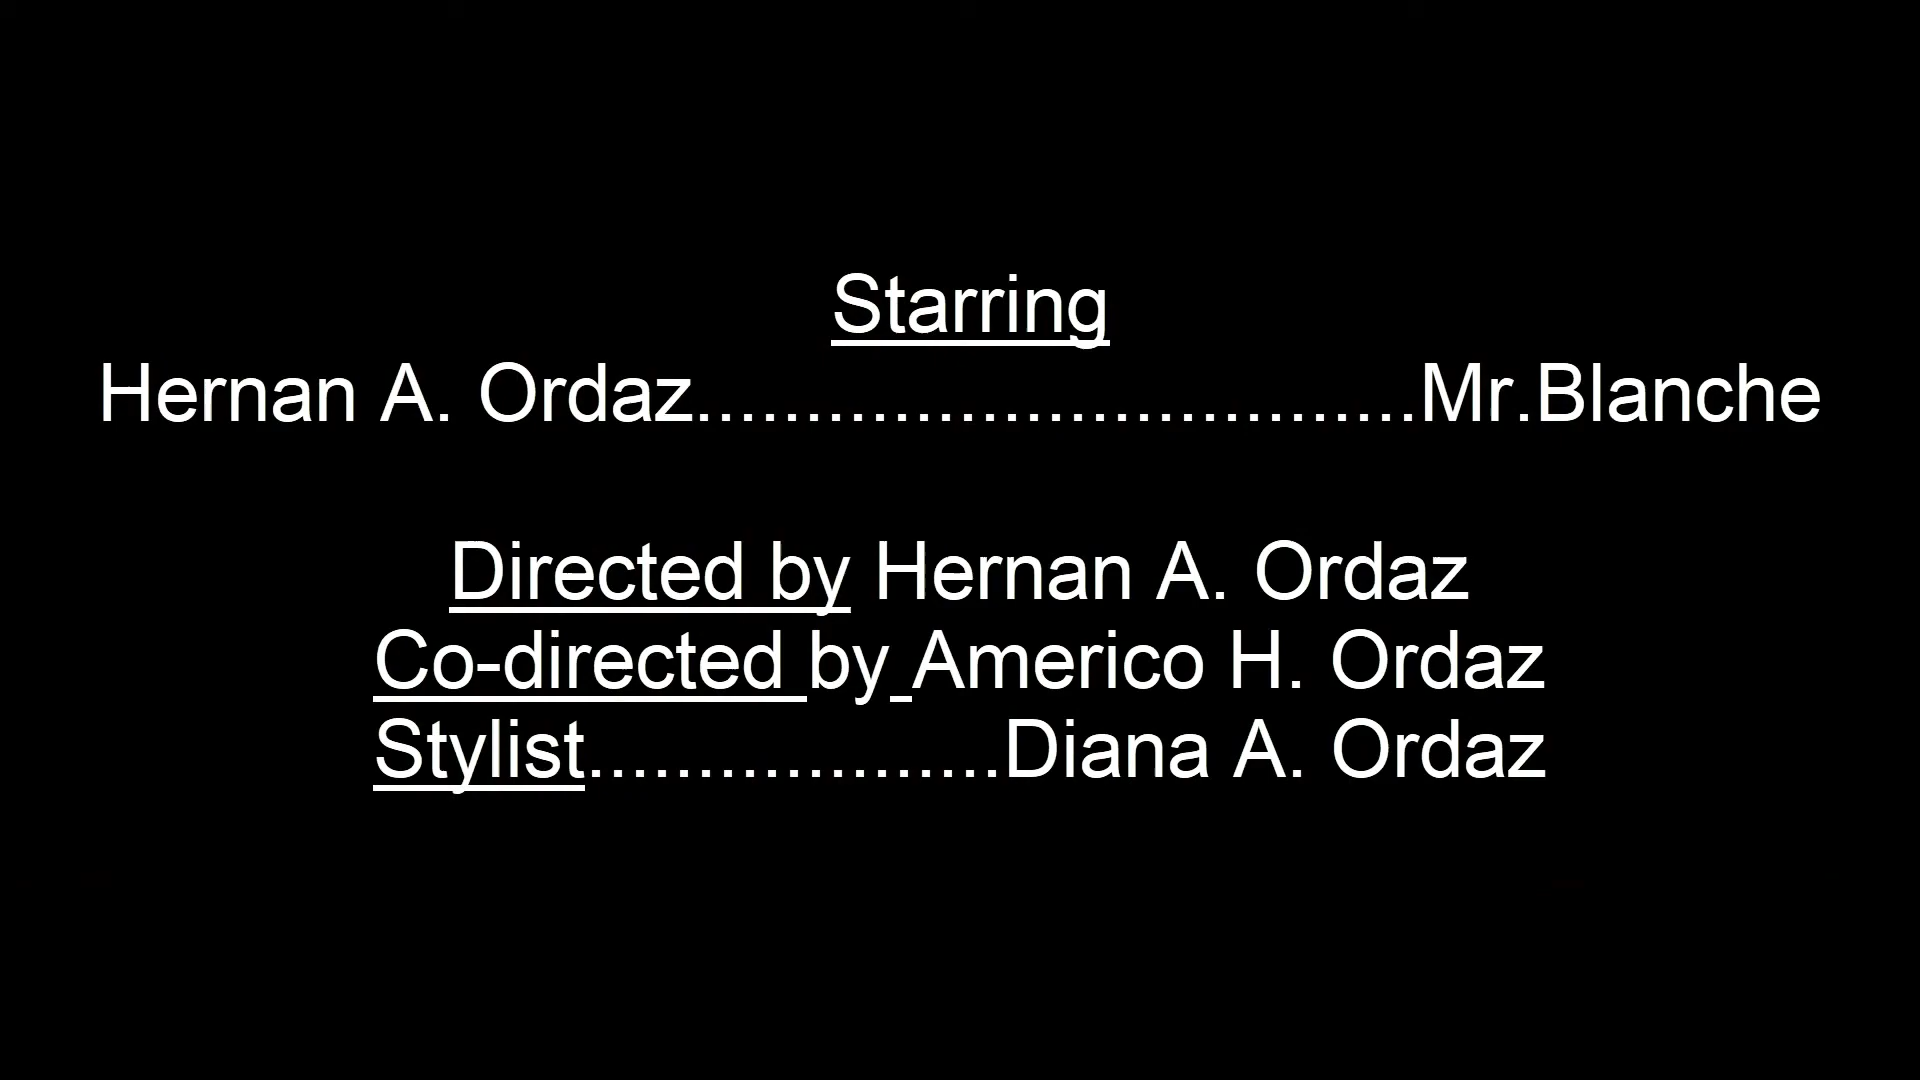 Starring
Hernan A. Ordaz.................................Mr.Blanche
Directed by Hernan A. Ordaz
Co-directed by Americo H. Ordaz
Stylist...................Diana A. Ordaz